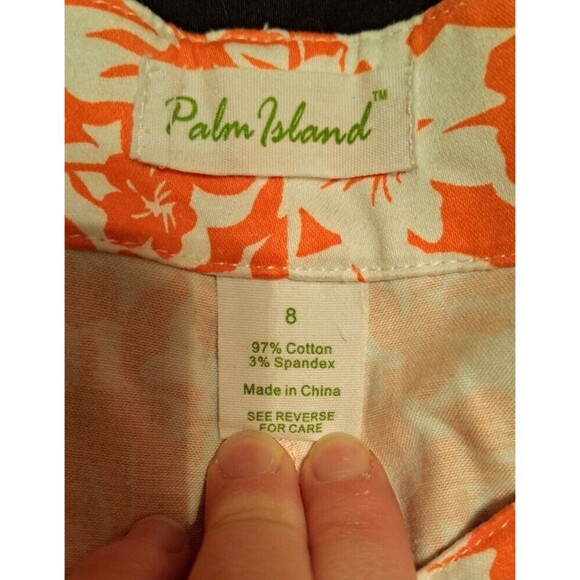 Palm Island™
8
97% Cotton
3% Spandex
Made in China
SEE REVERSE
FOR CARE